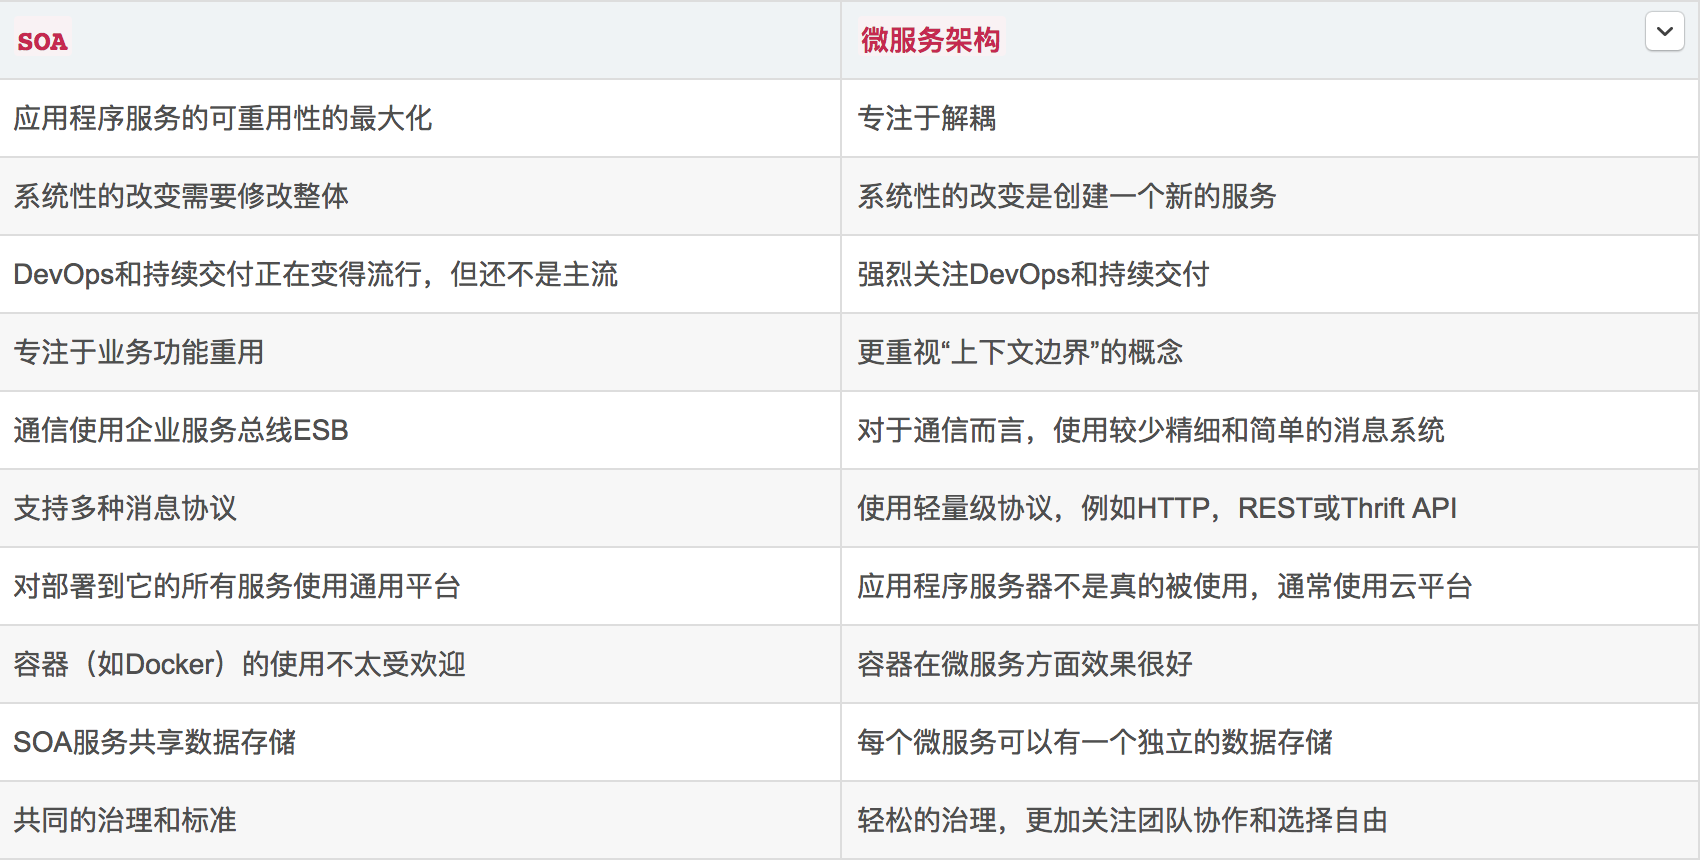 SOA
微服务架构
应用程序服务的可重用性的最大化
专注于解耦
系统性的改变需要修改整体
系统性的改变是创建一个新的服务
DevOps和持续交付正在变得流行，但还不是主流
强烈关注DevOps和持续交付
专注于业务功能重用
更重视“上下文边界”的概念
通信使用企业服务总线ESB
对于通信而言，使用较少精细和简单的消息系统
支持多种消息协议
使用轻量级协议，例如HTTP，REST或Thrift API
对部署到它的所有服务使用通用平台
应用程序服务器不是真的被使用，通常使用云平台
容器（如Docker）的使用不太受欢迎
容器在微服务方面效果很好
SOA服务共享数据存储
每个微服务可以有一个独立的数据存储
共同的治理和标准
轻松的治理，更加关注团队协作和选择自由